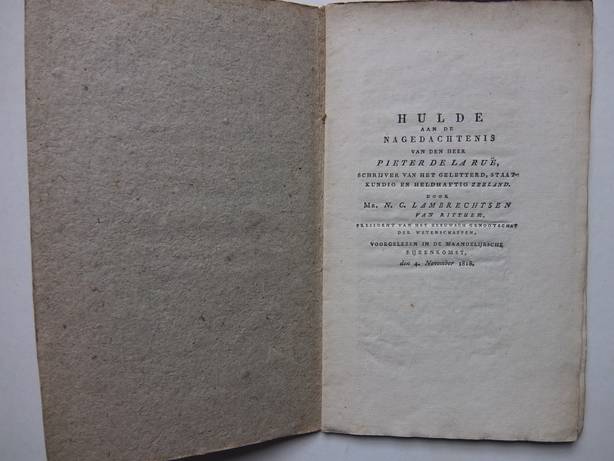 HULDE
AAN DE
NAGEDACHTENIS
VAN DEN HEER
PIETER DE LA RUË,
SCHRIJVER VAN HET GELETTERD, STAAT-
KUNDIG EN HELDHAFTIG ZEELAND.
DOOR
Mr. N. C. LAMBRECHTSEN
VAN RITTHEM,
PRESIDENT VAN HET ZEEUWSCH GENOOTSCHAP
DER WETENSCHAPPEN,
VOORGELEZEN IN DE MAANDELIJKSCHE
BIJEENKOMST,
den 4. November 1818.